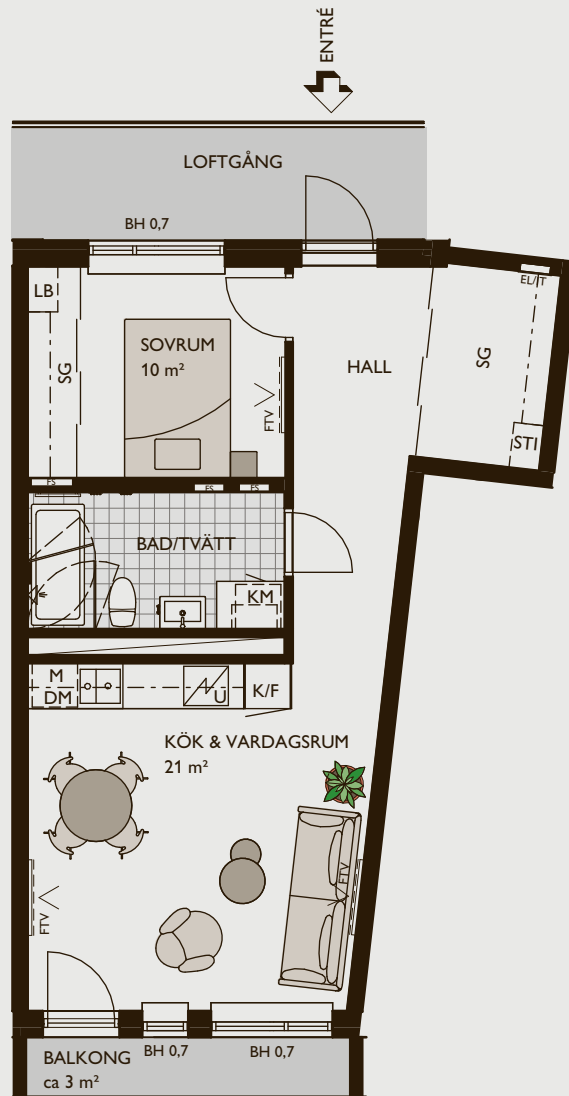 ENTRÉ
LOFTGÅNG
BH 0,7
LB
SG
SOVRUM
10 m²
FTV
HALL
SG
EL/IT
STI
FS
FS
FS
BAD/TVÄTT
KM
M
DM
U
K/F
KÖK & VARDAGSRUM
21 m²
FTV
FTV
BALKONG
ca 3 m²
BH 0,7
BH 0,7